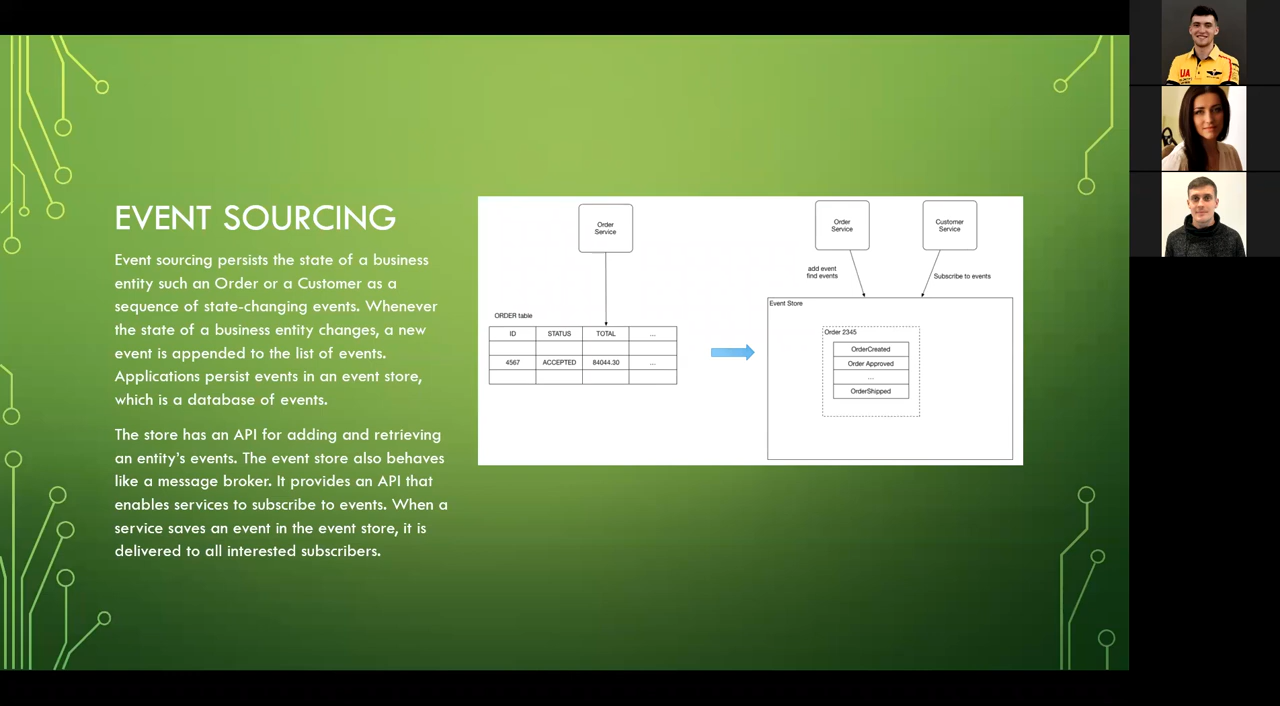 EVENT SOURCING
Event sourcing persists the state of a business
entity such an Order or a Customer as a
sequence of state-changing events. Whenever
the state of a business entity changes, a new
event is appended to the list of events.
Applications persist events in an event store,
which is a database of events.
The store has an API for adding and retrieving
an entity's events. The event store also behaves
like a message broker. It provides an API that
enables services to subscribe to events. When a
service saves an event in the event store, it is
delivered to all interested subscribers.
Order
Service
ORDER table
ID STATUS TOTAL ...
4567 ACCEPTED 84044.30 ...
Order
Service
Customer
Service
add event
find events
Subscribe to events
Event Store
Order 2345
OrderCreated
Order Approved
...
OrderShipped
UA